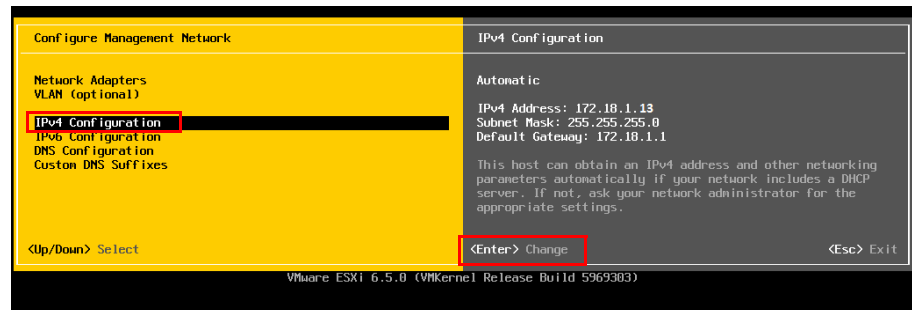 Configure Management Network
Network Adapters
VLAN (optional)
IPv4 Configuration
IPv6 Configuration
DNS Configuration
Custom DNS Suffixes
<Up/Down> Select
IPv4 Configuration
Automatic
IPv4 Address: 172.18.1.13
Subnet Mask: 255.255.255.0
Default Gateway: 172.18.1.1
This host can obtain an IPv4 address and other networking
parameters automatically if your network includes a DHCP
server. If not, ask your network administrator for the
appropriate settings.
<Enter> Change
<Esc> Exit
VMware ESXi 6.5.0 (VMKernel Release Build 5969303)